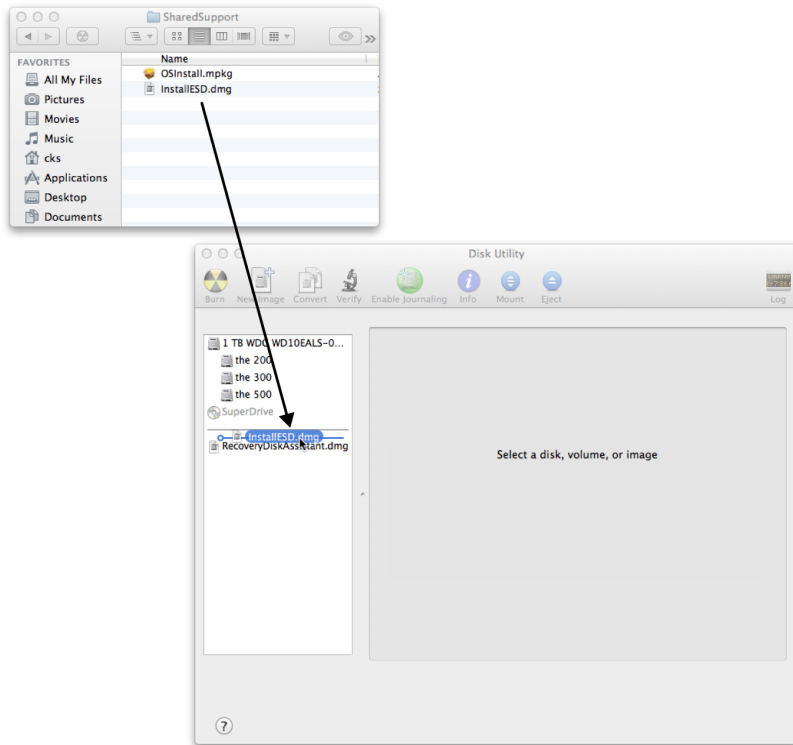 SharedSupport
FAVORITES
Name
All My Files
OSInstall.mpkg
Pictures
InstallESD.dmg
Movies
Music
cks
Applications
Desktop
Documents
Disk Utility
Burn New Image Convert Verify Enable Journaling Info Mount Eject Log
1 TB WDC WD10EALS-0...
the 200
the 300
the 500
SuperDrive
InstallESD.dmg
RecoveryDiskAssistant.dmg
Select a disk, volume, or image
?